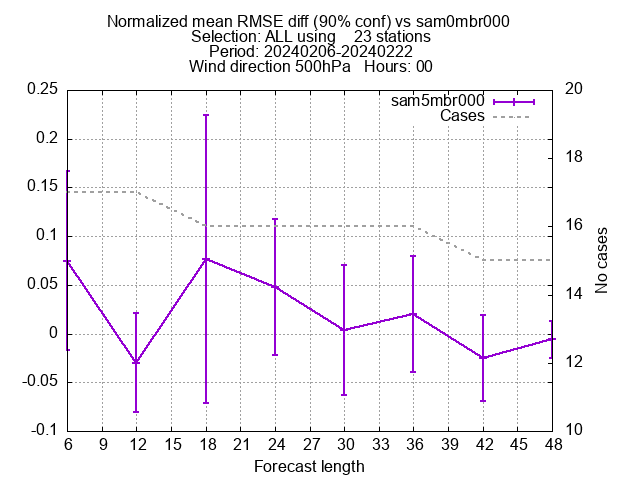 Normalized mean RMSE diff (90% conf) vs sam0mbr000
Selection: ALL using    23 stations
Period: 20240206-20240222
Wind direction 500hPa   Hours: 00
0.25
0.2
0.15
0.1
0.05
0
-0.05
-0.1
sam5mbr000
Cases
20
18
16
14
12
10
No cases
6 9 12 15 18 21 24 27 30 33 36 39 42 45 48
Forecast length